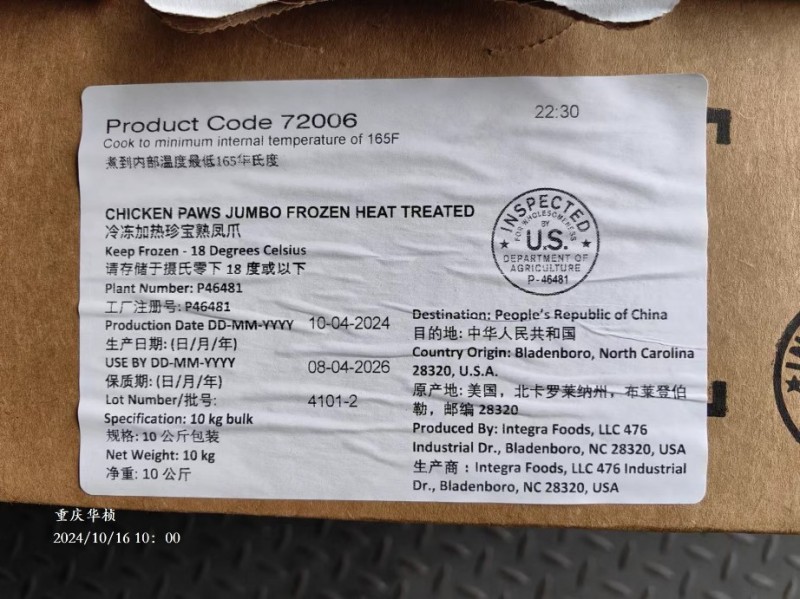 Product Code 72006
22:30
Cook to minimum internal temperature of 165F
煮到内部温度最低165华氏度
CHICKEN PAWS JUMBO FROZEN HEAT TREATED
冷冻加热珍宝熟凤爪
Keep Frozen - 18 Degrees Celsius
请存储于摄氏零下 18 度或以下
Plant Number: P46481
工厂注册号: P46481
Production Date DD-MM-YYYY 10-04-2024
生产日期: (日/月/年)
USE BY DD-MM-YYYY 08-04-2026
保质期: (日/月/年)
Lot Number/批号: 4101-2
Specification: 10 kg bulk
规格: 10 公斤包装
Net Weight: 10 kg
净重: 10 公斤
INSPECTED
FOR WHOLESOMENESS
BY
U.S.
DEPARTMENT OF
AGRICULTURE
P-46481
Destination: People's Republic of China
目的地: 中华人民共和国
Country Origin: Bladenboro, North Carolina
28320, U.S.A.
原产地: 美国，北卡罗莱纳州，布莱登伯
勒，邮编 28320
Produced By: Integra Foods, LLC 476
Industrial Dr., Bladenboro, NC 28320, USA
生产商：Integra Foods, LLC 476 Industrial
Dr., Bladenboro, NC 28320, USA
重庆华桢
2024/10/16 10：00